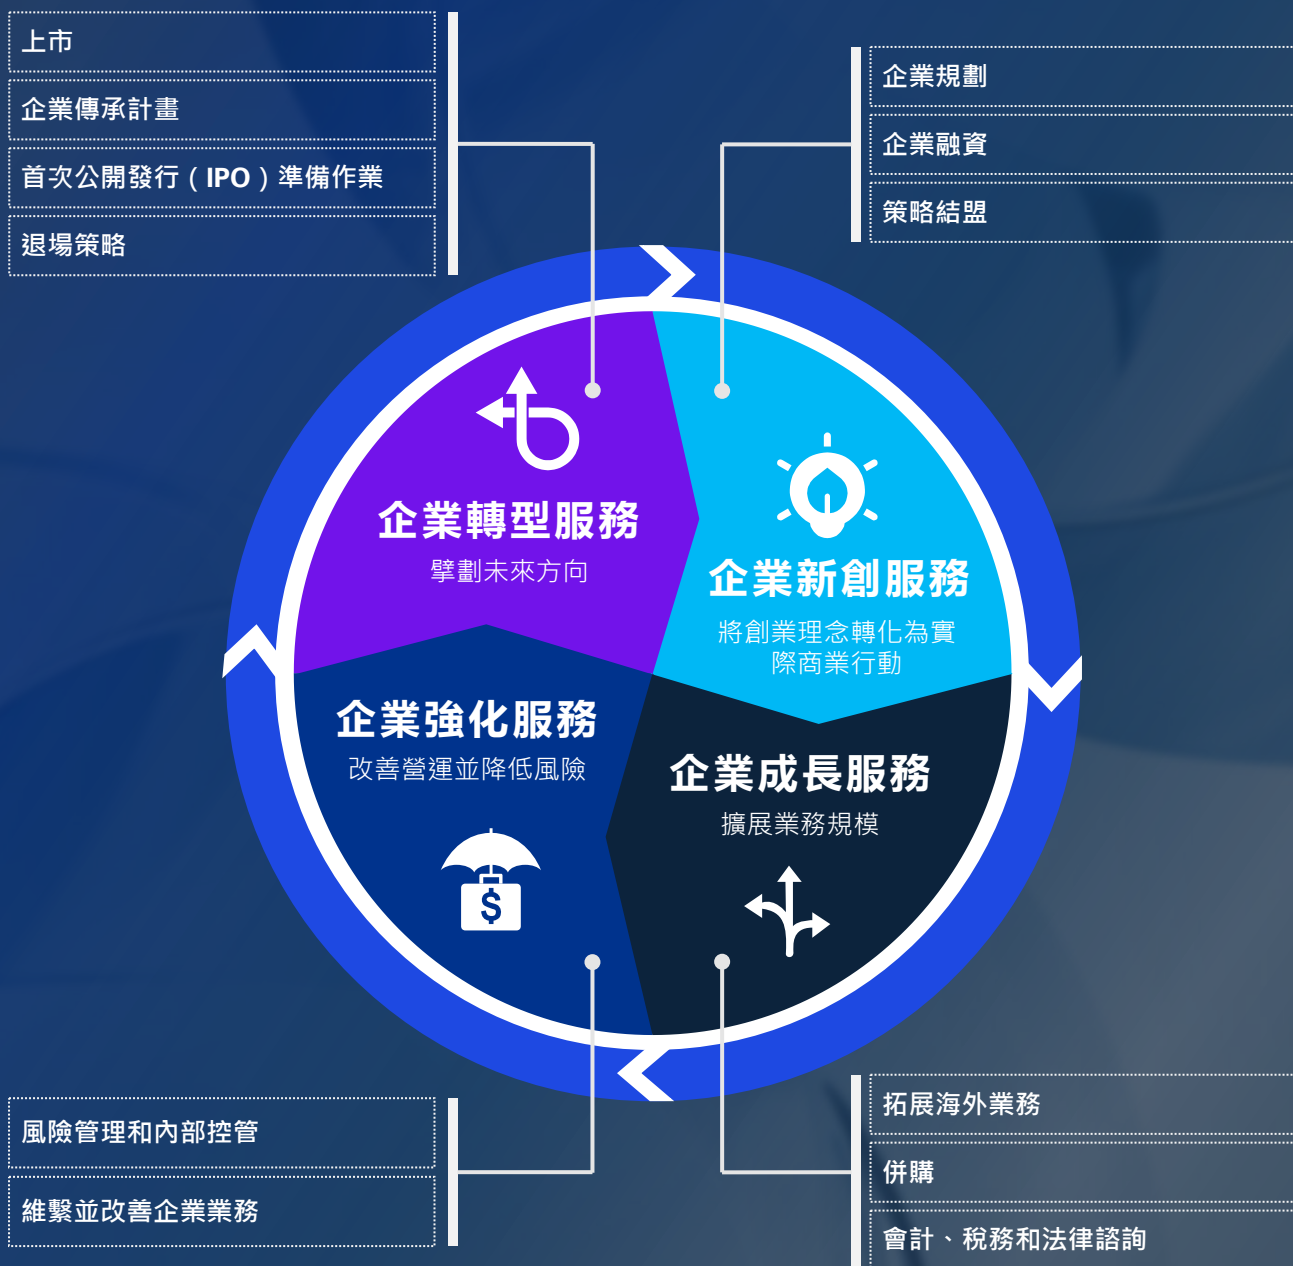 上市
企業傳承計畫
首次公開發行（IPO）準備作業
退場策略
企業規劃
企業融資
策略結盟
企業轉型服務
擘劃未來方向
企業新創服務
將創業理念轉化為實
際商業行動
企業強化服務
改善營運並降低風險
$
企業成長服務
擴展業務規模
風險管理和內部控管
維繫並改善企業業務
拓展海外業務
併購
會計、稅務和法律諮詢